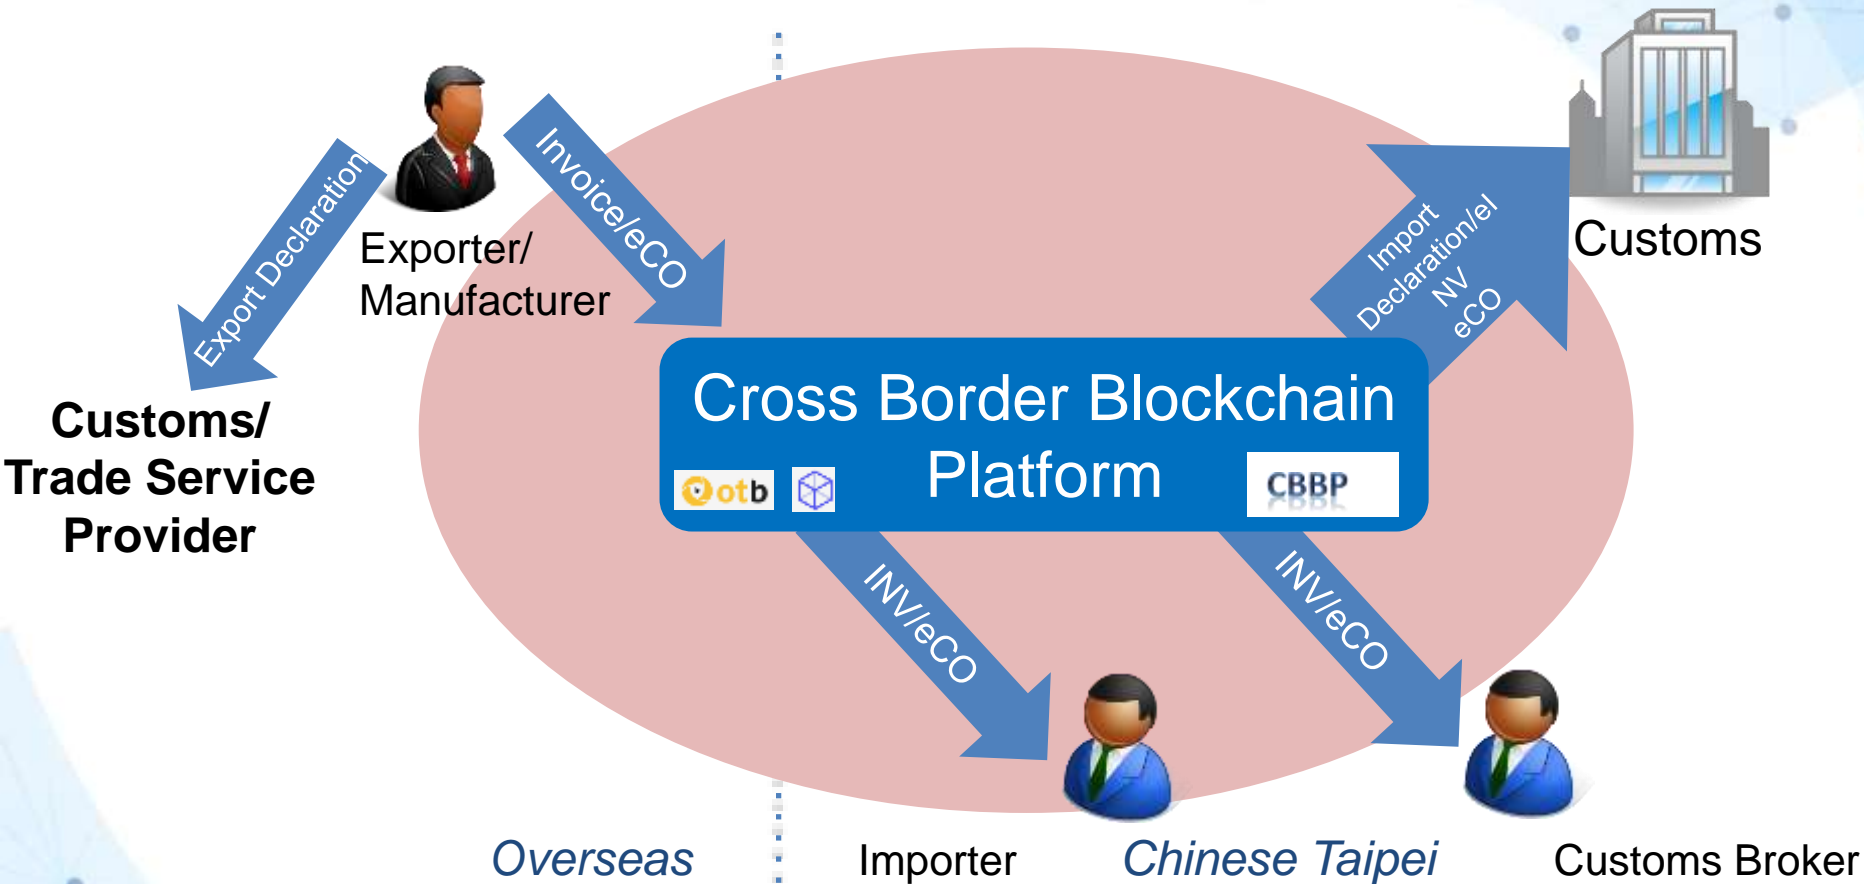 Export Declaration
Invoice/eCO
Exporter/
Manufacturer
Customs/
Trade Service
Provider
Import
Declaration/eI
NV
eCO
Customs
Cross Border Blockchain
Platform
otb
CBBP
INV/eCO
INV/eCO
Overseas
Importer
Chinese Taipei
Customs Broker